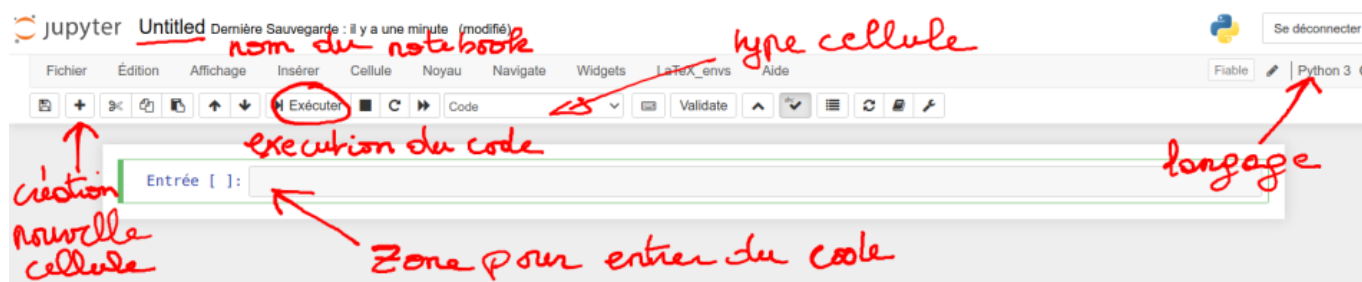 jupyter Untitled Dernière Sauvegarde : il y a une minute (modifié)
Se déconnecter
nom du notebook
type cellule
Fichier Édition Affichage Insérer Cellule Noyau Navigate Widgets LaTeX_envs Aide
Fiable Python 3
Exécuter Code Validate
execution du code
langage
Entrée [ ]:
création
nouvelle
cellule
Zone pour entrer du code